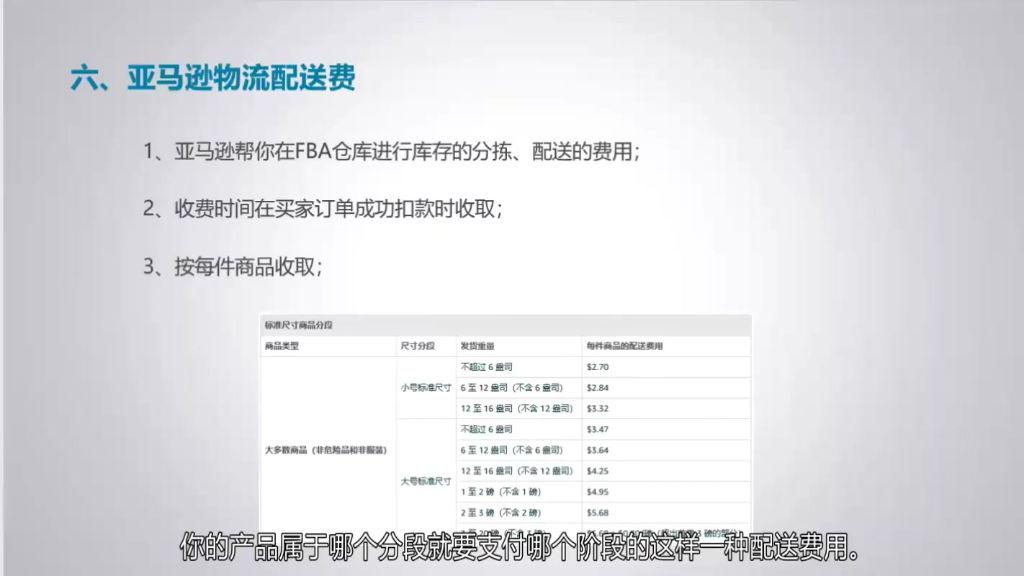 六、亚马逊物流配送费
1、亚马逊帮你在FBA仓库进行库存的分拣、配送的费用；
2、收费时间在买家订单成功扣款时收取；
3、按每件商品收取；
标准尺寸商品分段
商品类型 尺寸分段 发货重量 每件商品的配送费用
不超过 6 盎司 $2.70
小号标准尺寸 6 至 12 盎司（不含 6 盎司） $2.84
12 至 16 盎司（不含 12 盎司） $3.32
不超过 6 盎司 $3.47
大多数商品（非危险品和非服装） 6 至 12 盎司（不含 6 盎司） $3.64
12 至 16 盎司（不含 12 盎司） $4.25
大号标准尺寸
1 至 2 磅（不含 1 磅） $4.95
2 至 3 磅（不含 2 磅） $5.68
你的产品属于哪个分段就要支付哪个阶段的这样一种配送费用。